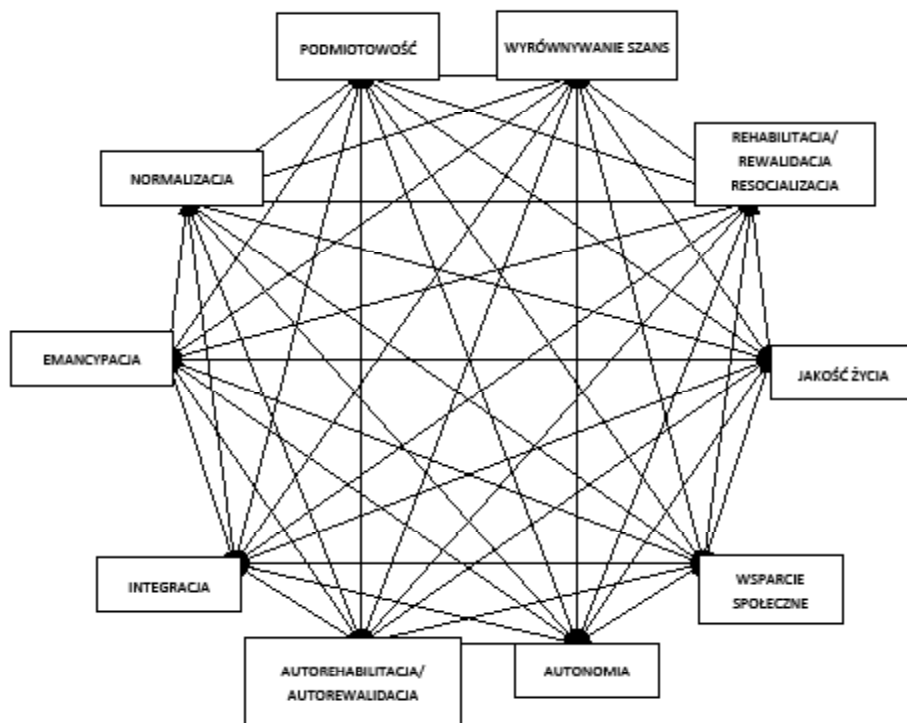 PODMIOTOWOŚĆ
WYRÓWNYWANIE SZANS
REHABILITACJA/
REWALIDACJA
RESOCJALIZACJA
NORMALIZACJA
EMANCYPACJA
JAKOŚĆ ŻYCIA
INTEGRACJA
WSPARCIE
SPOŁECZNE
AUTOREHABILITACJA/
AUTOREWALIDACJA
AUTONOMIA